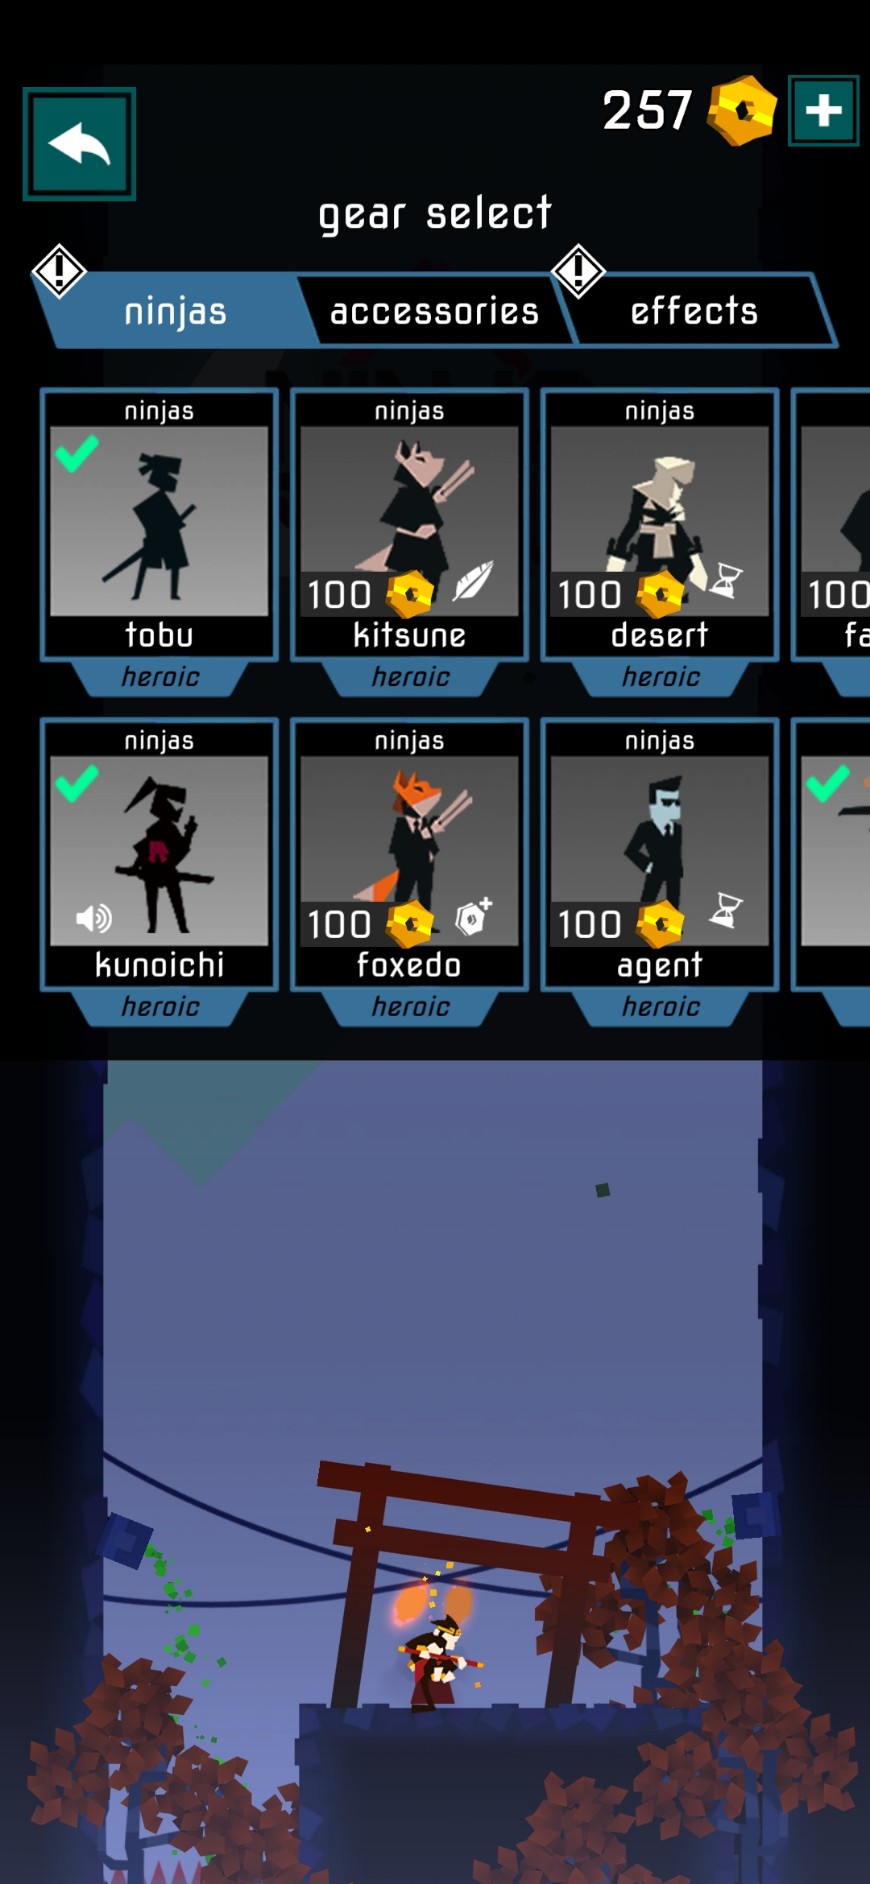 257
gear select
ninjas accessories effects
ninjas ninjas ninjas
100 100 100
tobu kitsune desert fa
heroic heroic heroic
ninjas ninjas ninjas
100 100
kunoichi foxedo agent
heroic heroic heroic